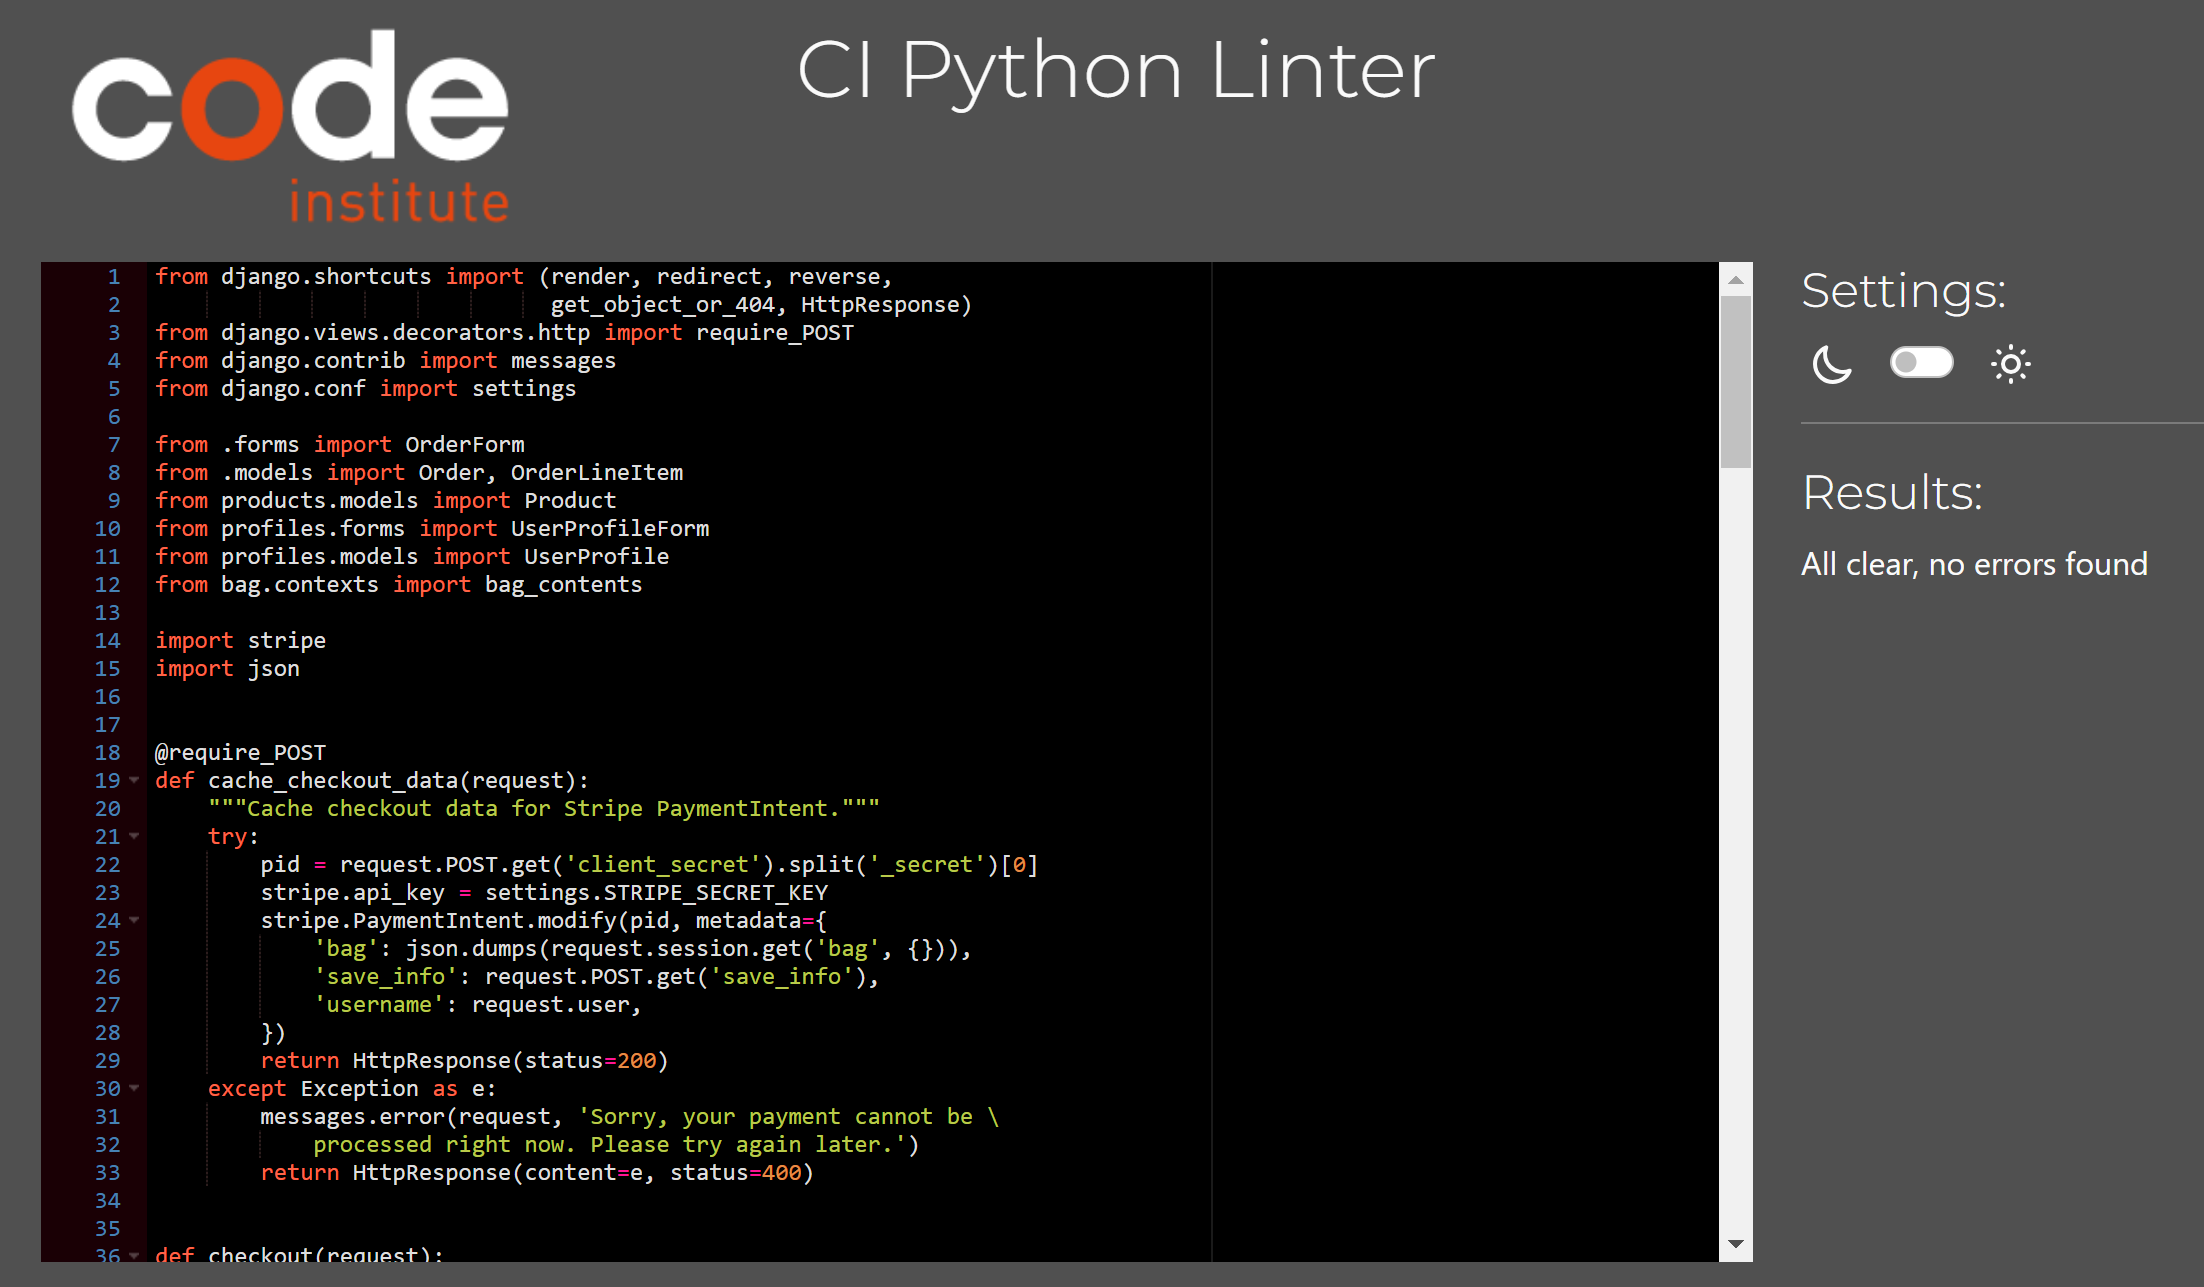 code
institute
CI Python Linter
1 from django.shortcuts import (render, redirect, reverse,
2                               get_object_or_404, HttpResponse)
3 from django.views.decorators.http import require_POST
4 from django.contrib import messages
5 from django.conf import settings
6
7 from .forms import OrderForm
8 from .models import Order, OrderLineItem
9 from products.models import Product
10 from profiles.forms import UserProfileForm
11 from profiles.models import UserProfile
12 from bag.contexts import bag_contents
13
14 import stripe
15 import json
16
17
18 @require_POST
19 def cache_checkout_data(request):
20     """Cache checkout data for Stripe PaymentIntent."""
21     try:
22         pid = request.POST.get('client_secret').split('_secret')[0]
23         stripe.api_key = settings.STRIPE_SECRET_KEY
24         stripe.PaymentIntent.modify(pid, metadata={
25             'bag': json.dumps(request.session.get('bag', {})),
26             'save_info': request.POST.get('save_info'),
27             'username': request.user,
28         })
29         return HttpResponse(status=200)
30     except Exception as e:
31         messages.error(request, 'Sorry, your payment cannot be \
32             processed right now. Please try again later.')
33         return HttpResponse(content=e, status=400)
34
35
36 def checkout(request):
Settings:
Results:
All clear, no errors found